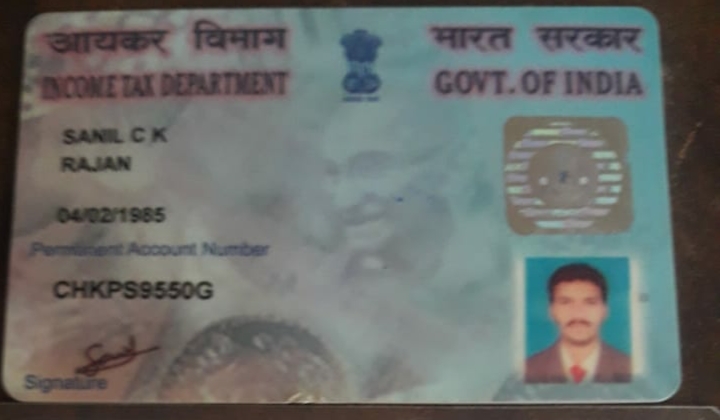 आयकर विभाग
भारत सरकार
INCOME TAX DEPARTMENT
GOVT. OF INDIA
SANIL C K
RAJAN
04/02/1985
Permanent Account Number
CHKPS9550G
Signature